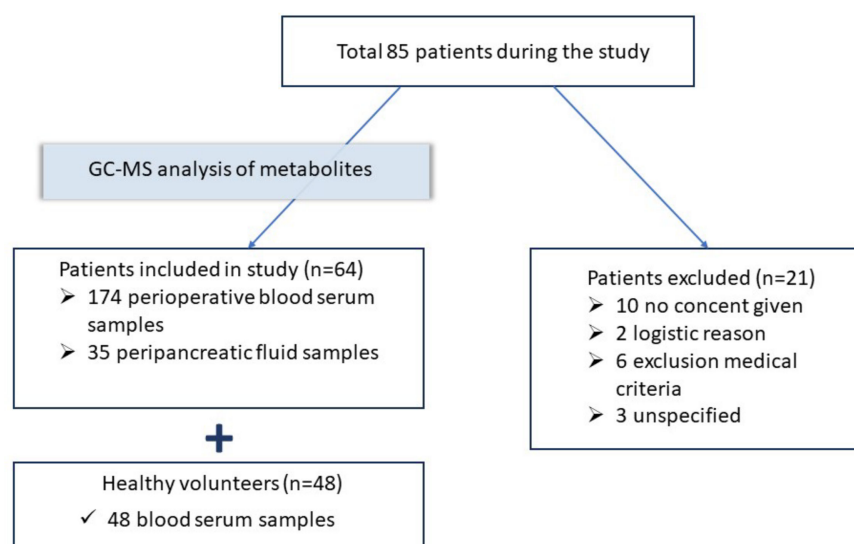 Total 85 patients during the study
GC-MS analysis of metabolites
Patients included in study (n=64)
➢ 174 perioperative blood serum
samples
➢ 35 peripancreatic fluid samples
Patients excluded (n=21)
➢ 10 no concent given
➢ 2 logistic reason
➢ 6 exclusion medical
criteria
➢ 3 unspecified
+
Healthy volunteers (n=48)
✓ 48 blood serum samples